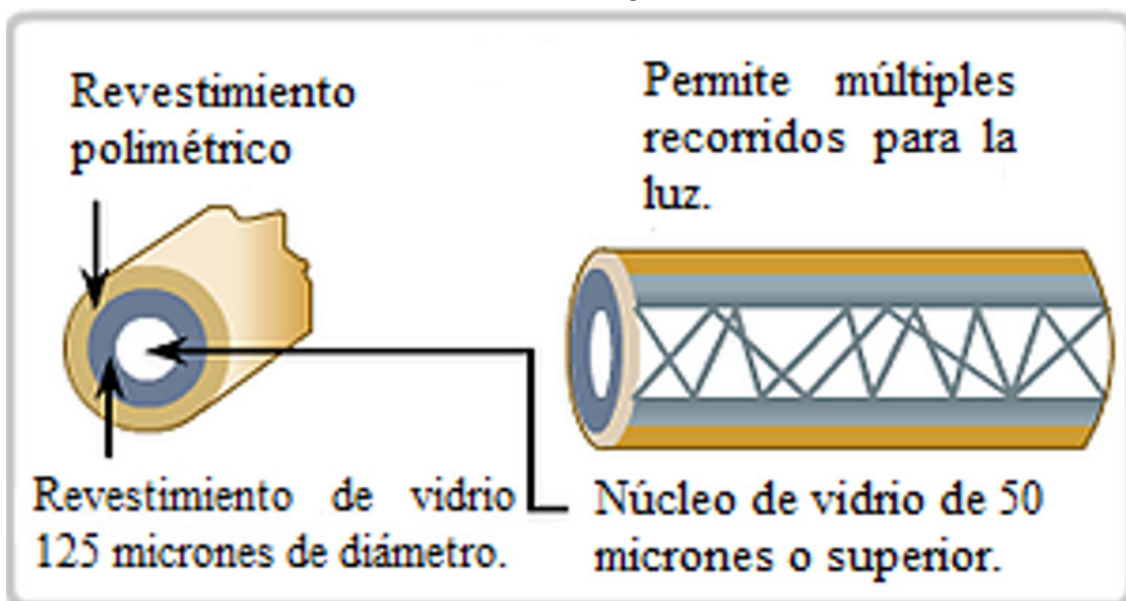 Revestimiento
polimétrico
Permite múltiples
recorridos para la
luz.
Revestimiento de vidrio
125 micrones de diámetro.
Núcleo de vidrio de 50
micrones o superior.